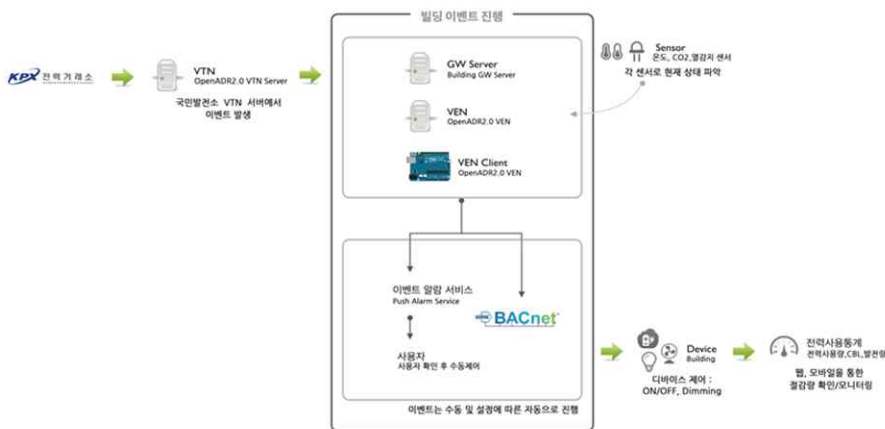 빌딩 이벤트 진행
KPX 전력거래소
VTN
OpenADR2.0 VTN Server
국민발전소 VTN 서버에서
이벤트 발생
GW Server
Building GW Server
VEN
OpenADR2.0 VEN
VEN Client
OpenADR2.0 VEN
Sensor
온도, CO2,열감지 센서
각 센서로 현재 상태 파악
이벤트 알람 서비스
Push Alarm Service
BACnet
사용자
사용자 확인 후 수동제어
이벤트는 수동 및 설정에 따른 자동으로 진행
Device
Building
디바이스 제어 :
ON/OFF, Dimming
전력사용통계
전력사용량,CBL,발전량
웹, 모바일을 통한
절감량 확인/모니터링